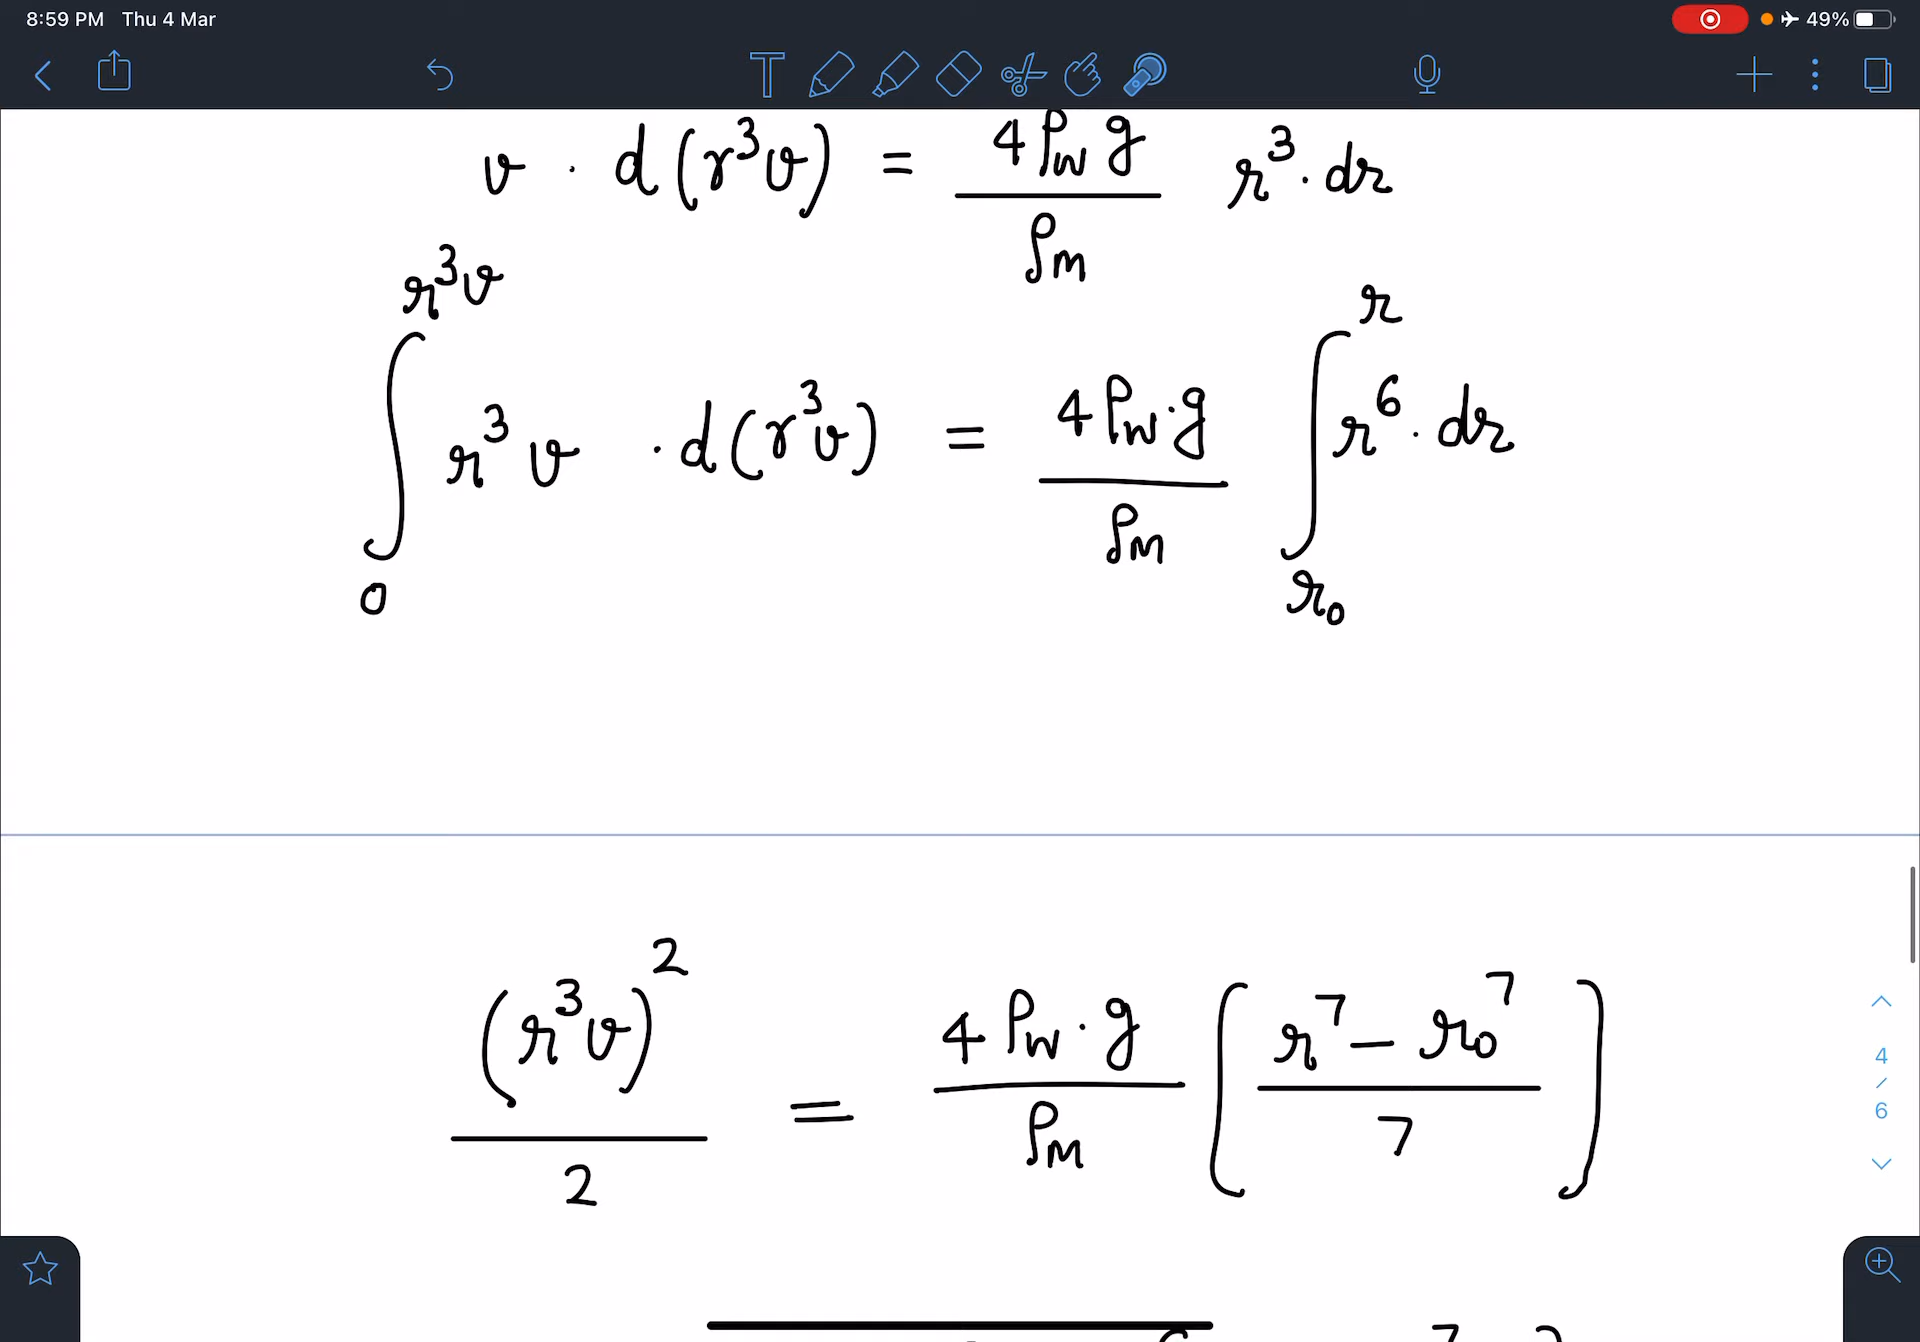 8:59 PM Thu 4 Mar 49%
T
v · d(r³v) = 4ρw g / ρm r³ · dr
∫₀^(r³v) r³v · d(r³v) = 4ρw · g / ρm ∫_(r₀)^r r⁶ · dr
(r³v)² / 2 = 4ρw · g / ρm [ (r⁷ − r₀⁷) / 7 ]
4 / 6